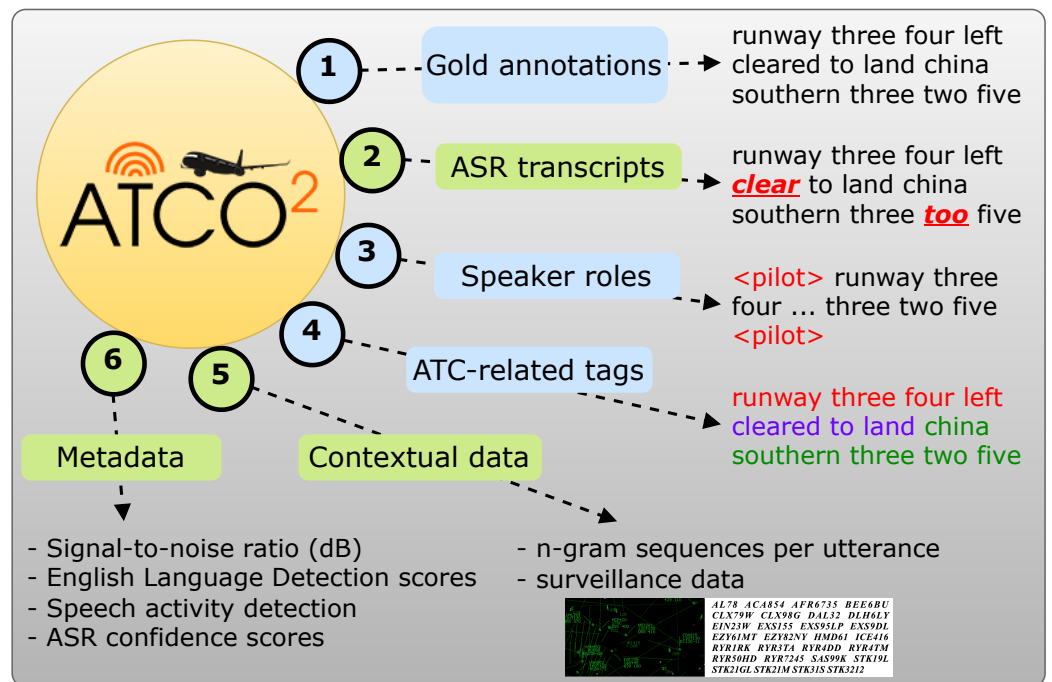 ATCO2
1
Gold annotations
runway three four left
cleared to land china
southern three two five
2
ASR transcripts
runway three four left
clear to land china
southern three too five
3
Speaker roles
<pilot> runway three
four ... three two five
<pilot>
4
ATC-related tags
runway three four left
cleared to land china
southern three two five
5
Contextual data
- n-gram sequences per utterance
- surveillance data
AL78 ACA854 AFR6735 BEE6BU
CLX79W CLX98G DAL32 DLH6LY
EIN23W EXS155 EXS95LP EXS9DL
EZY61MT EZY82NY HMD61 ICE416
RYR1RK RYR3TA RYR4DD RYR4TM
RYR50HD RYR7245 SAS99K STK19L
STK21GL STK21M STK31S STK3212
6
Metadata
- Signal-to-noise ratio (dB)
- English Language Detection scores
- Speech activity detection
- ASR confidence scores